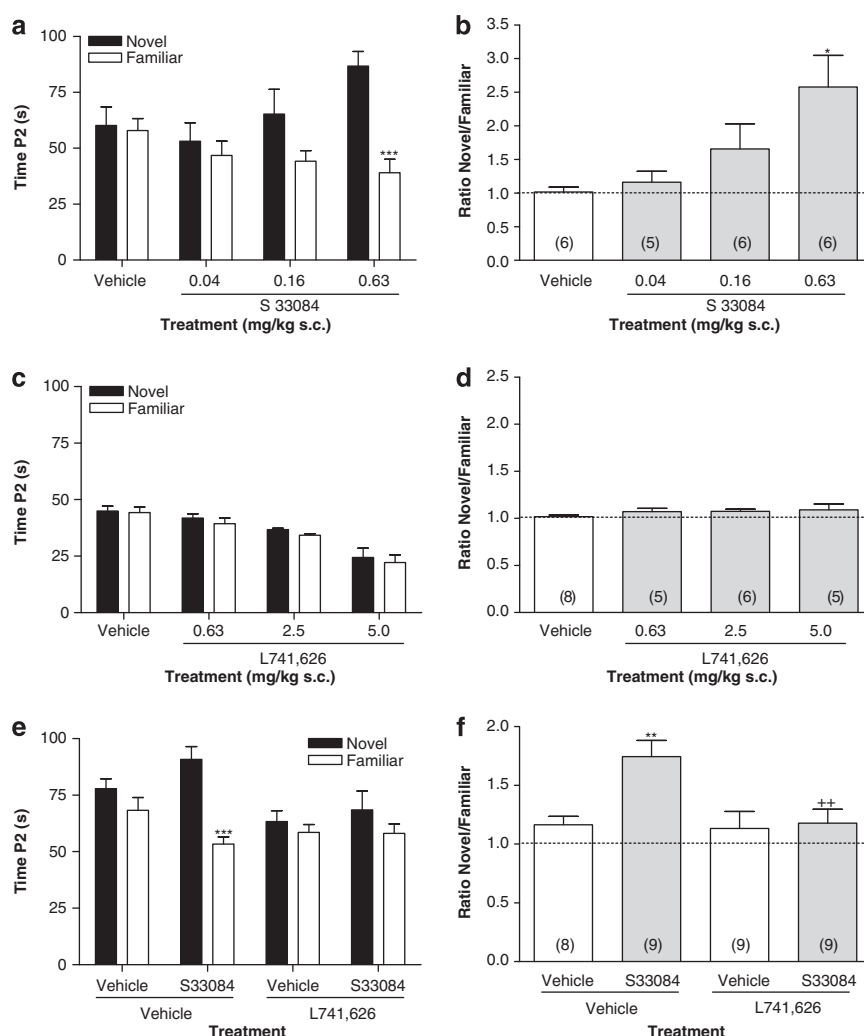 a
Time P2 (s)
100
75
50
25
0
Novel
Familiar
***
Vehicle 0.04 0.16 0.63
S 33084
Treatment (mg/kg s.c.)
b
Ratio Novel/Familiar
3.5
3.0
2.5
2.0
1.5
1.0
0.5
0.0
*
(6) (5) (6) (6)
Vehicle 0.04 0.16 0.63
S 33084
Treatment (mg/kg s.c.)
c
Time P2 (s)
100
75
50
25
0
Novel
Familiar
Vehicle 0.63 2.5 5.0
L741,626
Treatment (mg/kg s.c.)
d
Ratio Novel/Familiar
2.5
2.0
1.5
1.0
0.5
0.0
(8) (5) (6) (5)
Vehicle 0.63 2.5 5.0
L741,626
Treatment (mg/kg s.c.)
e
Time P2 (s)
100
75
50
25
0
Novel
Familiar
***
Vehicle S33084 Vehicle S33084
Vehicle L741,626
Treatment
f
Ratio Novel/Familiar
2.0
1.5
1.0
0.5
0.0
**
++
(8) (9) (9) (9)
Vehicle S33084 Vehicle S33084
Vehicle L741,626
Treatment